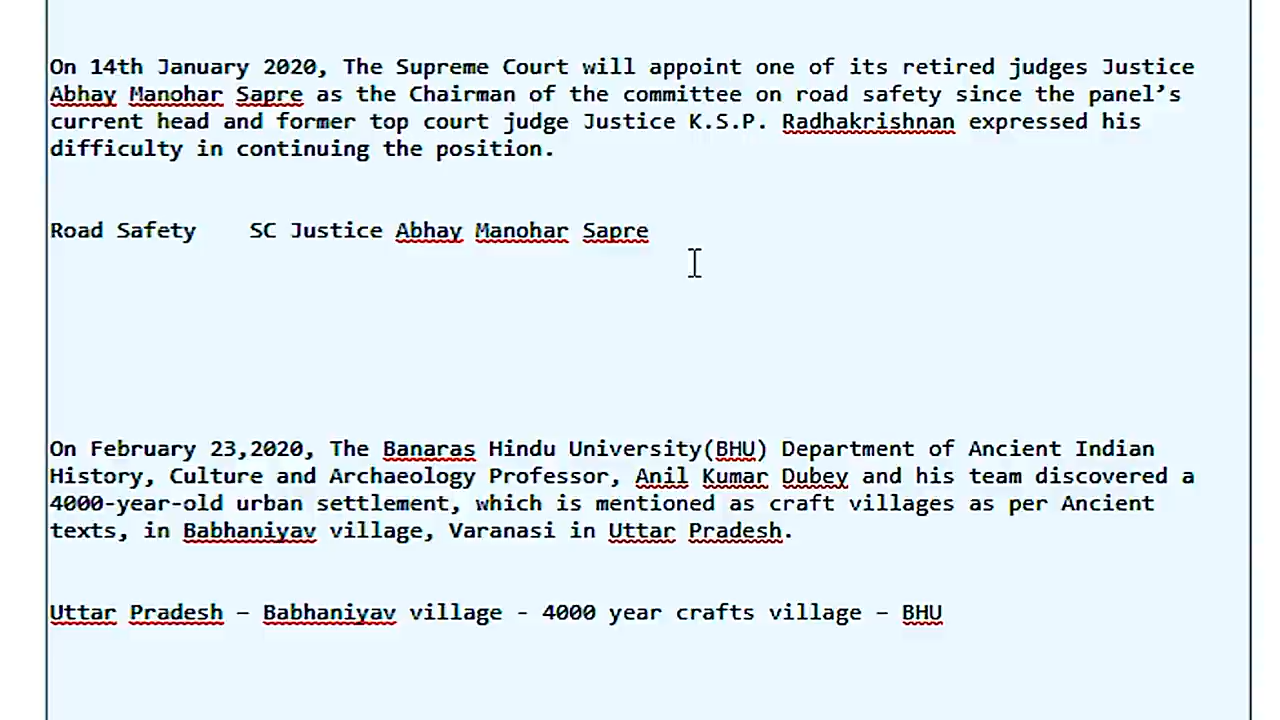 On 14th January 2020, The Supreme Court will appoint one of its retired judges Justice
Abhay Manohar Sapre as the Chairman of the committee on road safety since the panel’s
current head and former top court judge Justice K.S.P. Radhakrishnan expressed his
difficulty in continuing the position.
Road Safety    SC Justice Abhay Manohar Sapre
On February 23,2020, The Banaras Hindu University(BHU) Department of Ancient Indian
History, Culture and Archaeology Professor, Anil Kumar Dubey and his team discovered a
4000-year-old urban settlement, which is mentioned as craft villages as per Ancient
texts, in Babhaniyav village, Varanasi in Uttar Pradesh.
Uttar Pradesh – Babhaniyav village - 4000 year crafts village – BHU